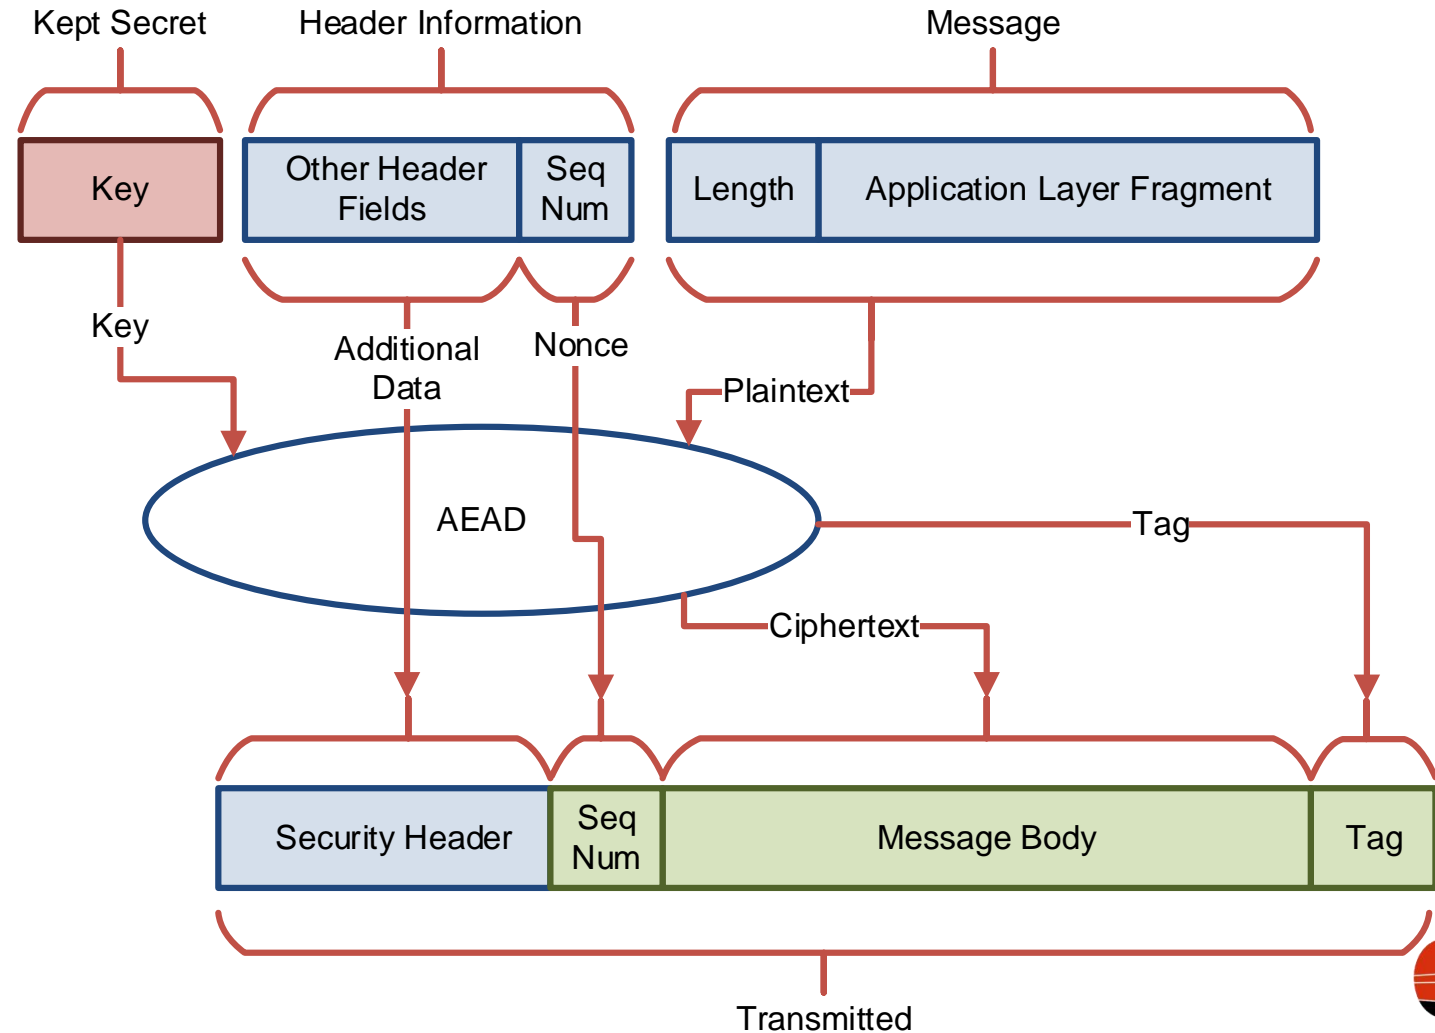 Kept Secret
Header Information
Message
Key
Other Header
Fields
Seq
Num
Length
Application Layer Fragment
Key
Additional
Data
Nonce
Plaintext
AEAD
Tag
Ciphertext
Security Header
Seq
Num
Message Body
Tag
Transmitted